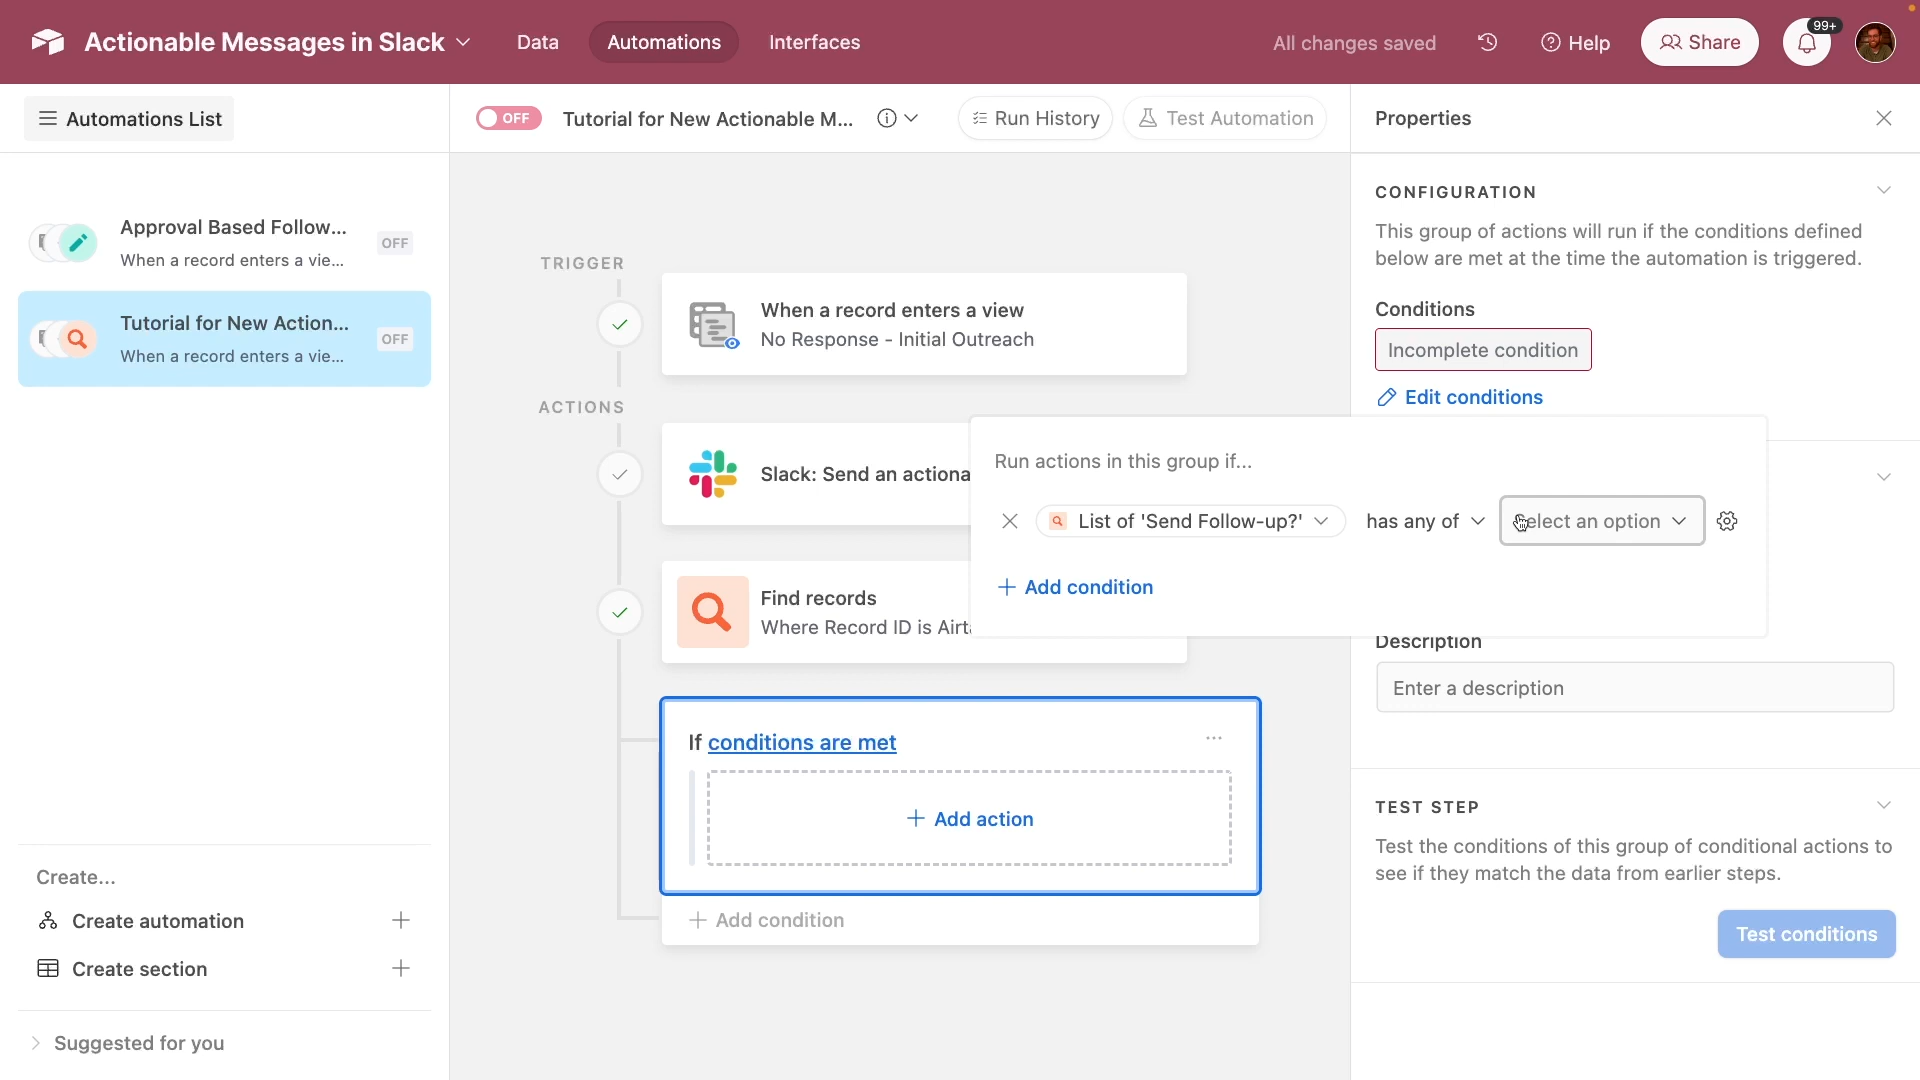 Actionable Messages in Slack
Data
Automations
Interfaces
All changes saved
Help
Share
99+
Automations List
OFF
Tutorial for New Actionable M...
Run History
Test Automation
Properties
Approval Based Follow...
When a record enters a vie...
OFF
Tutorial for New Action...
When a record enters a vie...
OFF
TRIGGER
When a record enters a view
No Response - Initial Outreach
ACTIONS
Slack: Send an actiona
Find records
Where Record ID is Airta
If conditions are met
Add action
Add condition
CONFIGURATION
This group of actions will run if the conditions defined
below are met at the time the automation is triggered.
Conditions
Incomplete condition
Edit conditions
Run actions in this group if...
List of 'Send Follow-up?'
has any of
Select an option
Add condition
Description
Enter a description
TEST STEP
Test the conditions of this group of conditional actions to
see if they match the data from earlier steps.
Test conditions
Create...
Create automation
Create section
Suggested for you